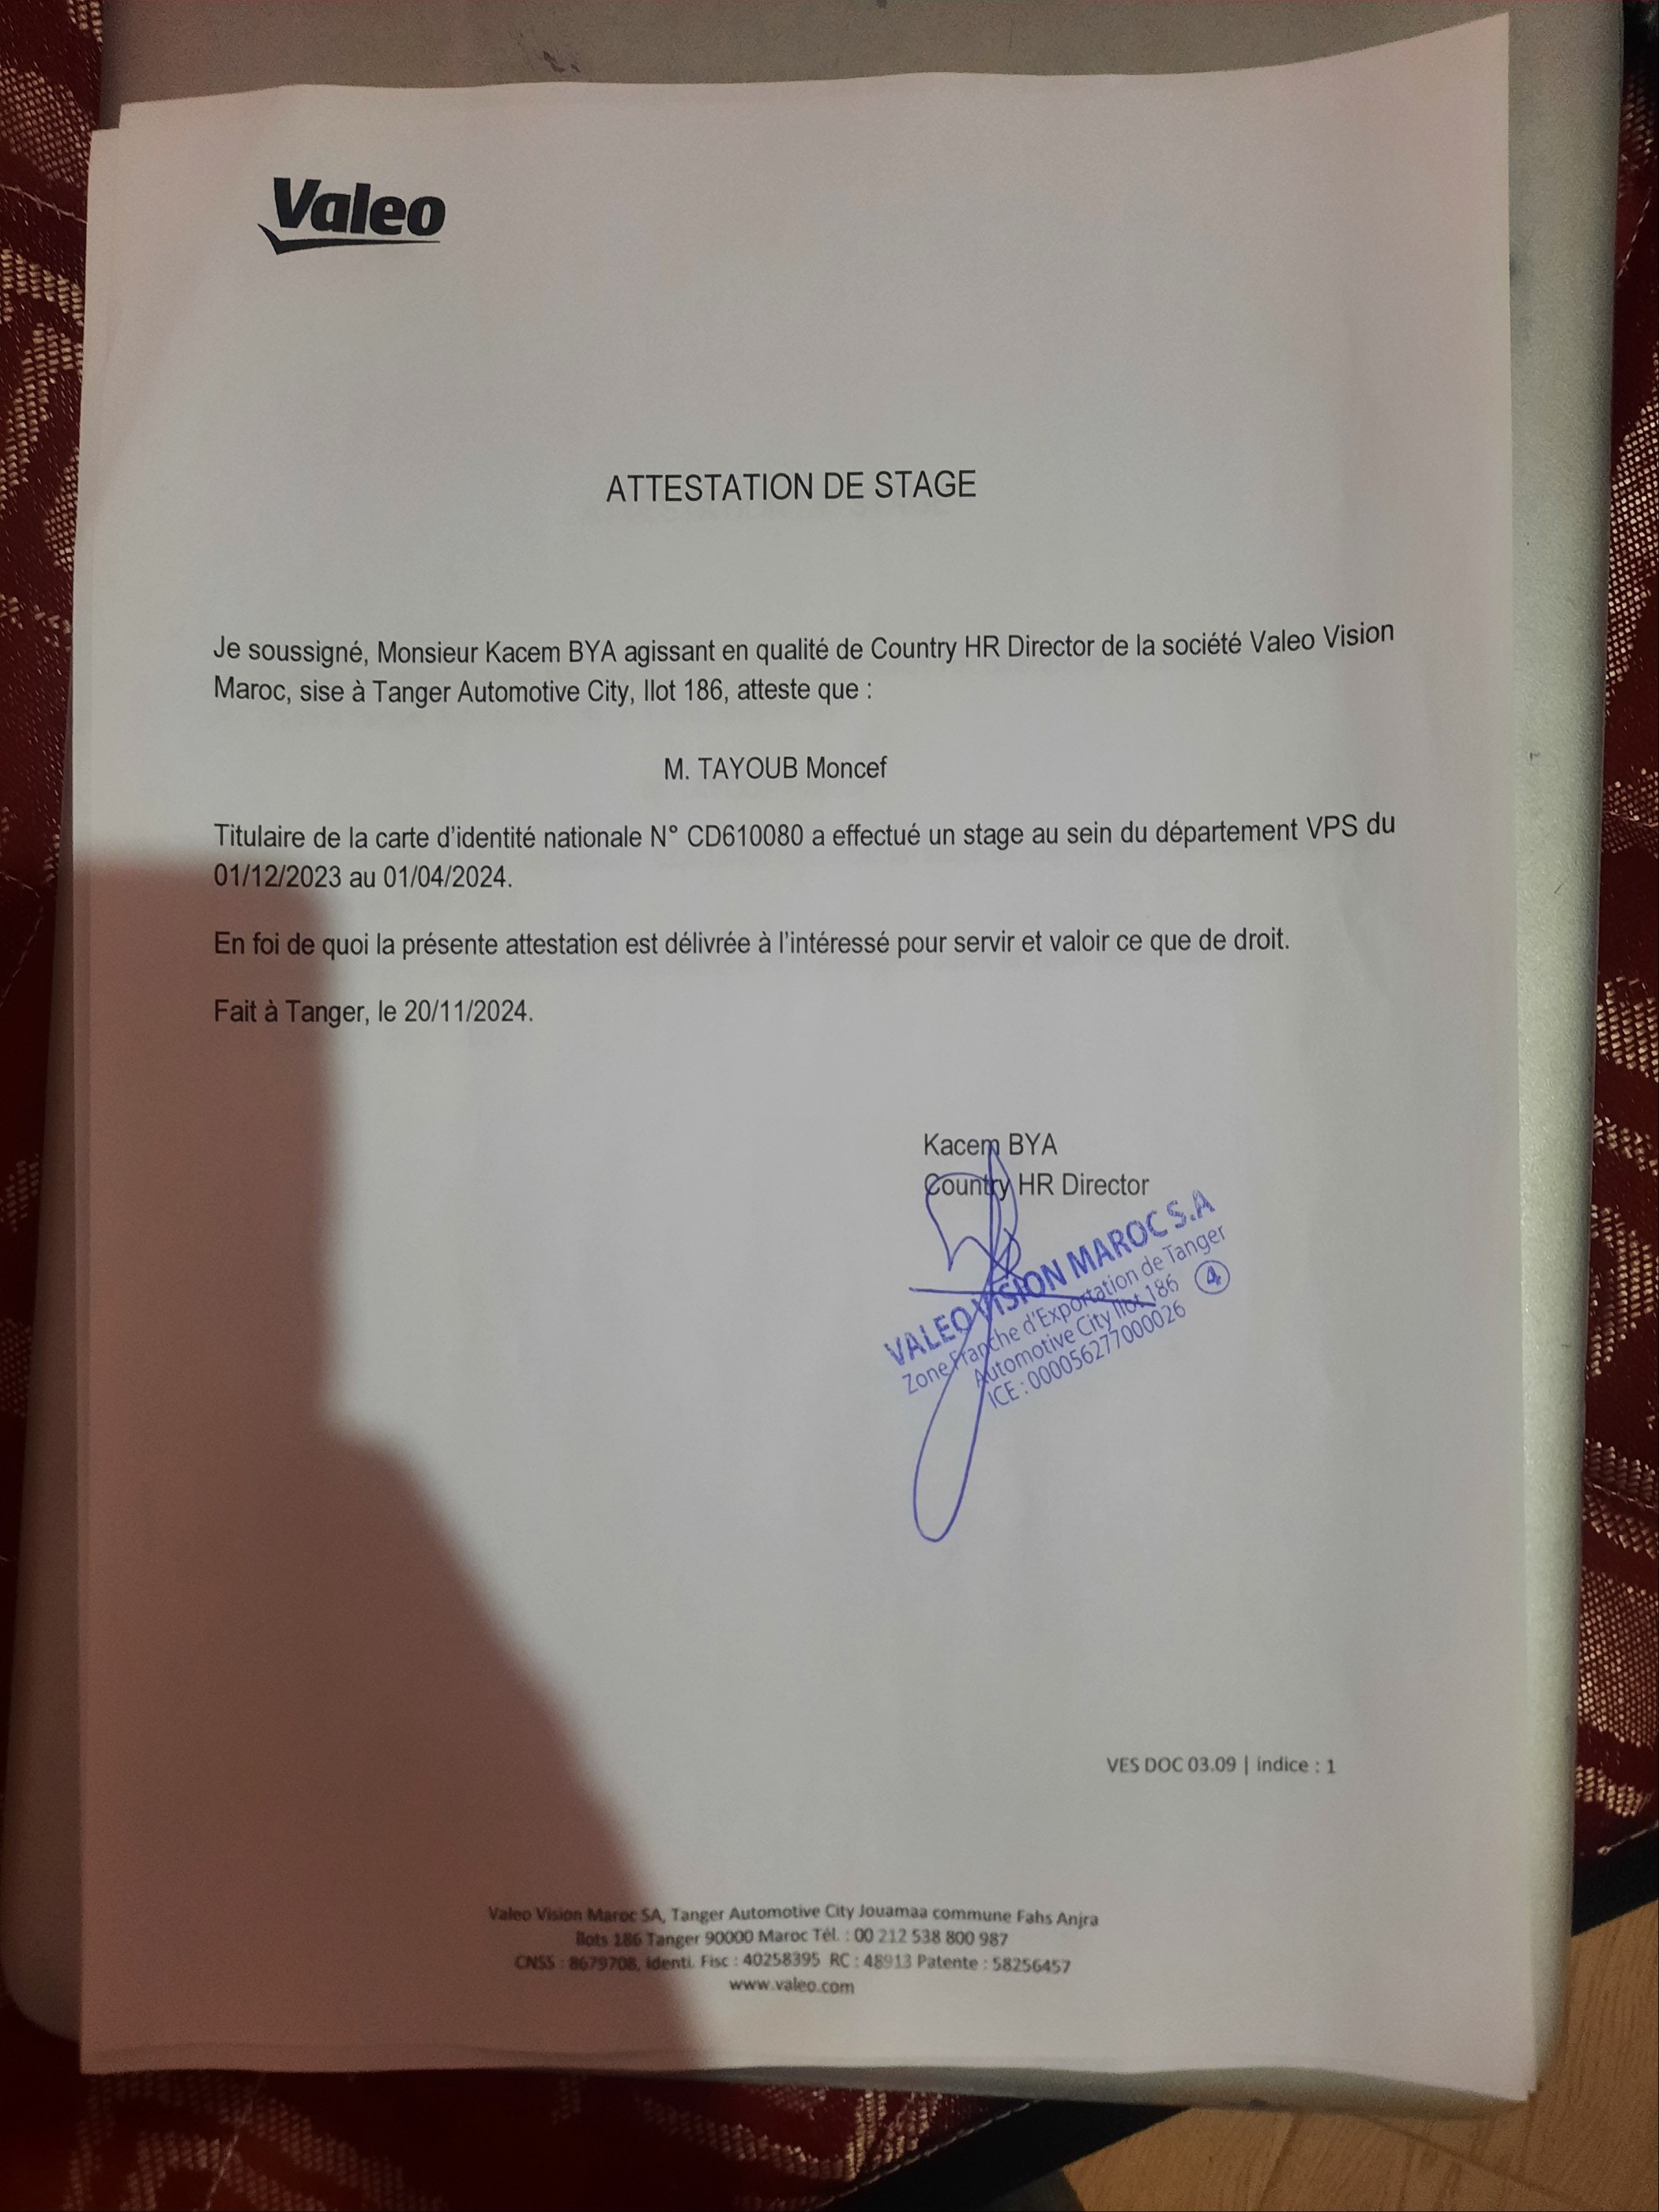 Valeo
ATTESTATION DE STAGE
Je soussigné, Monsieur Kacem BYA agissant en qualité de Country HR Director de la société Valeo Vision
Maroc, sise à Tanger Automotive City, Ilot 186, atteste que :
M. TAYOUB Moncef
Titulaire de la carte d'identité nationale N° CD610080 a effectué un stage au sein du département VPS du
01/12/2023 au 01/04/2024.
En foi de quoi la présente attestation est délivrée à l'intéressé pour servir et valoir ce que de droit.
Fait à Tanger, le 20/11/2024.
Kacem BYA
Country HR Director
VALEO VISION MAROC S.A
Zone Franche d'Exportation de Tanger
Automotive City Ilot 186 4
ICE : 000056277000026
VES DOC 03.09 | indice : 1
Valeo Vision Maroc SA, Tanger Automotive City Jouamaa commune Fahs Anjra
Ilots 186 Tanger 90000 Maroc Tél. : 00 212 538 800 987
CNSS : 8679708, identi. Fisc : 40258395 RC : 48913 Patente : 58256457
www.valeo.com